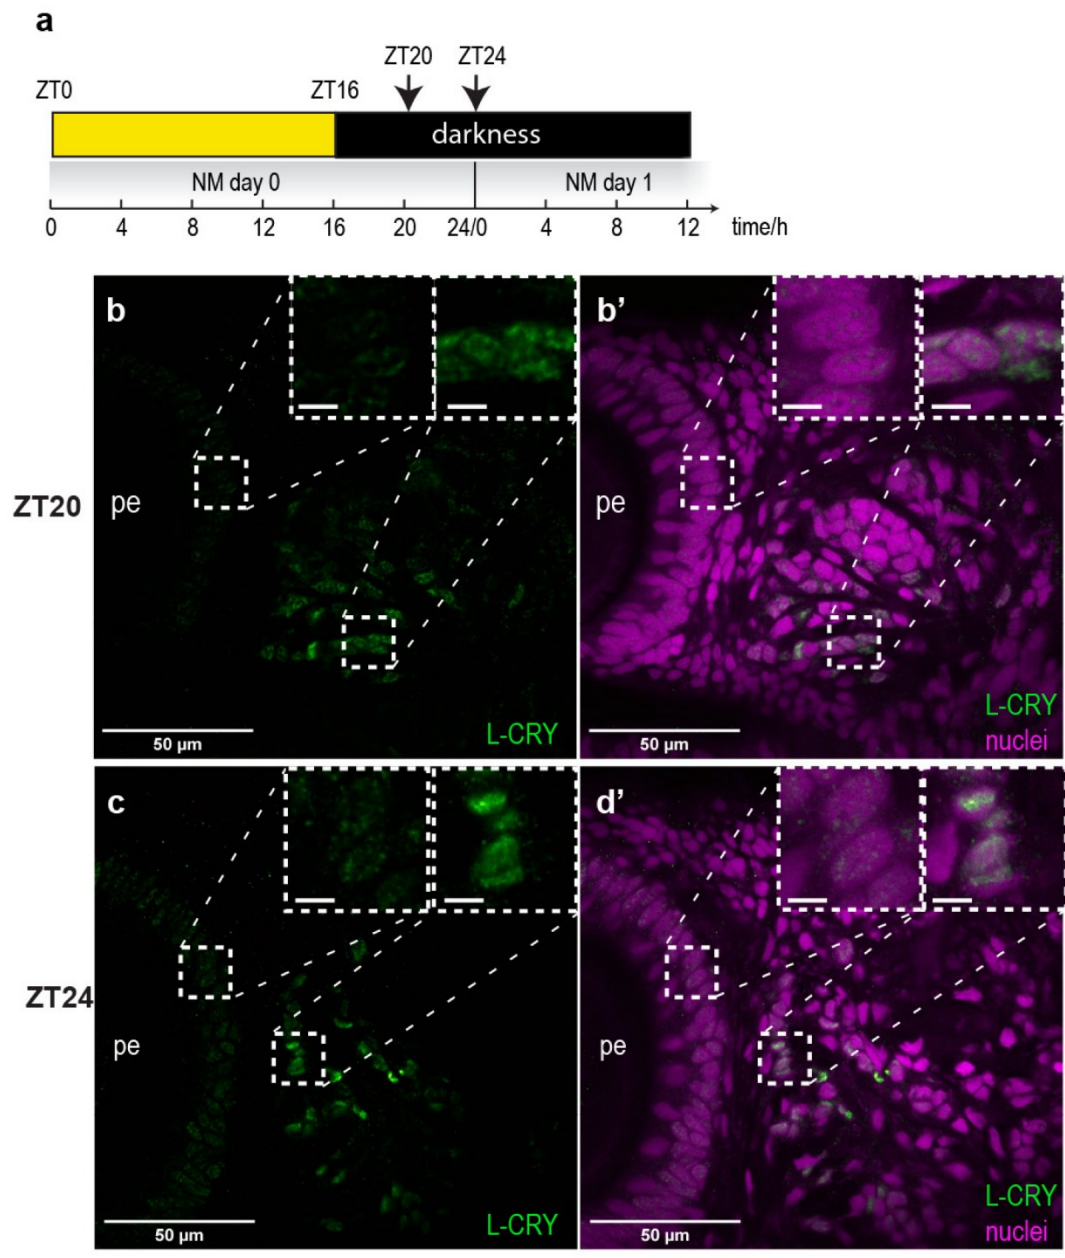 a
ZT20 ZT24
ZT0 ZT16
darkness
NM day 0 NM day 1
0 4 8 12 16 20 24/0 4 8 12 time/h
b b'
ZT20 pe pe
L-CRY
50 µm L-CRY 50 µm nuclei
c d'
ZT24
pe pe
L-CRY
50 µm L-CRY 50 µm nuclei